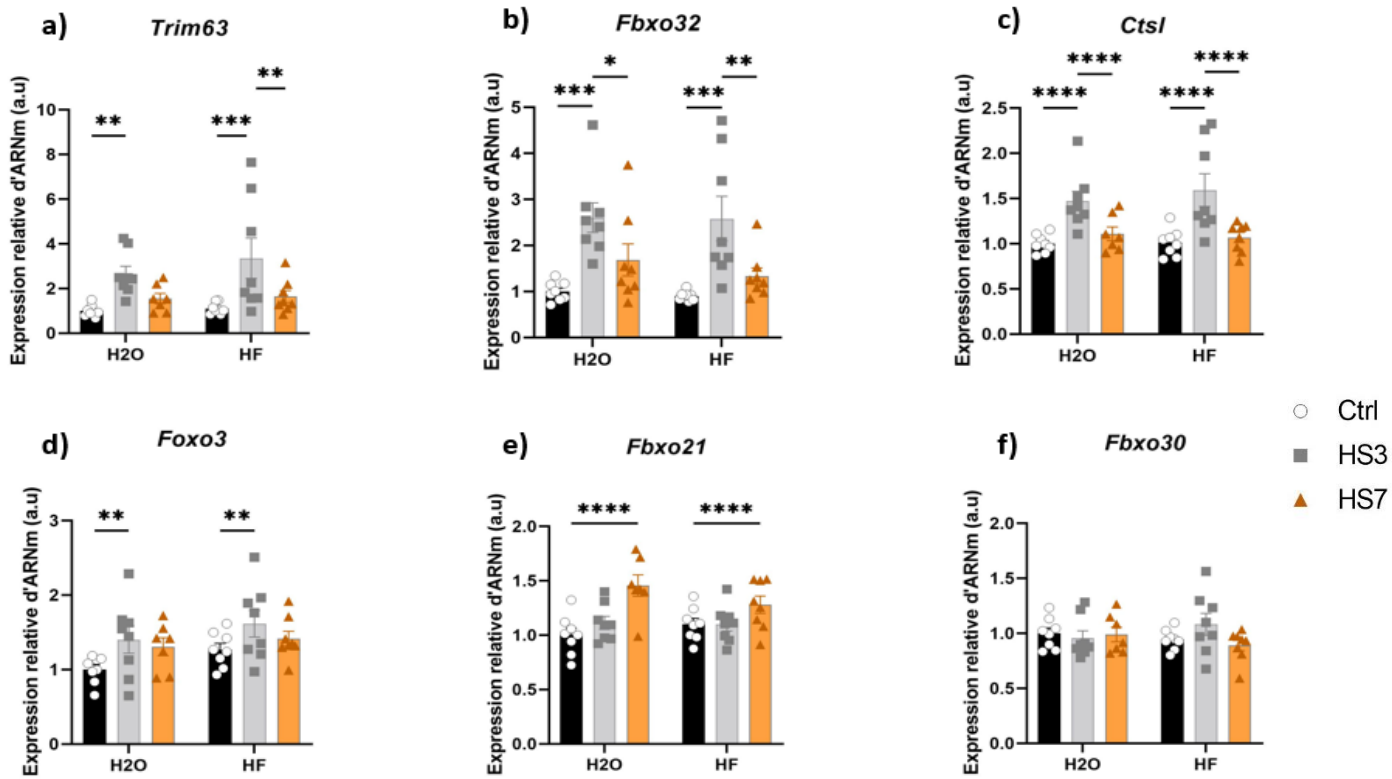 a) Trim63
Expression relative d'ARNm (a.u)
10
8
6
4
2
0
** *** **
H2O HF
b) Fbxo32
Expression relative d'ARNm (a.u)
5
4
3
2
1
0
*** * *** **
H2O HF
c) Ctsl
Expression relative d'ARNm (a.u)
2.5
2.0
1.5
1.0
0.5
0.0
**** **** **** ****
H2O HF
d) Foxo3
Expression relative d'ARNm (a.u)
3
2
1
0
** **
H2O HF
e) Fbxo21
Expression relative d'ARNm (a.u)
2.0
1.5
1.0
0.5
0.0
**** ****
H2O HF
f) Fbxo30
Expression relative d'ARNm (a.u)
2.0
1.5
1.0
0.5
0.0
H2O HF
Ctrl
HS3
HS7